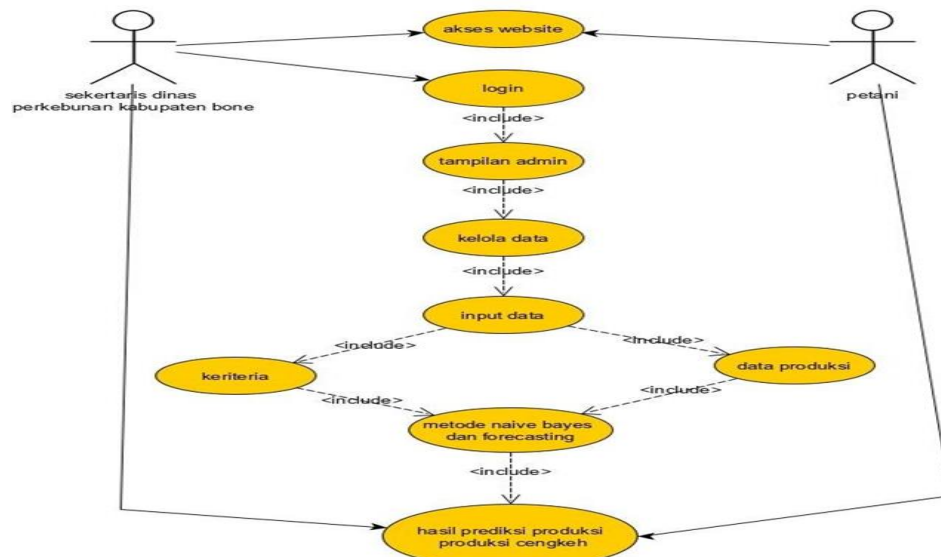 akses website
login
sekertaris dinas
perkebunan kabupaten bone
petani
<include>
tampilan admin
<include>
kelola data
<include>
input data
<include>
<include>
keriteria
data produksi
<include>
<include>
metode naive bayes
dan forecasting
<include>
hasil prediksi produksi
produksi cengkeh